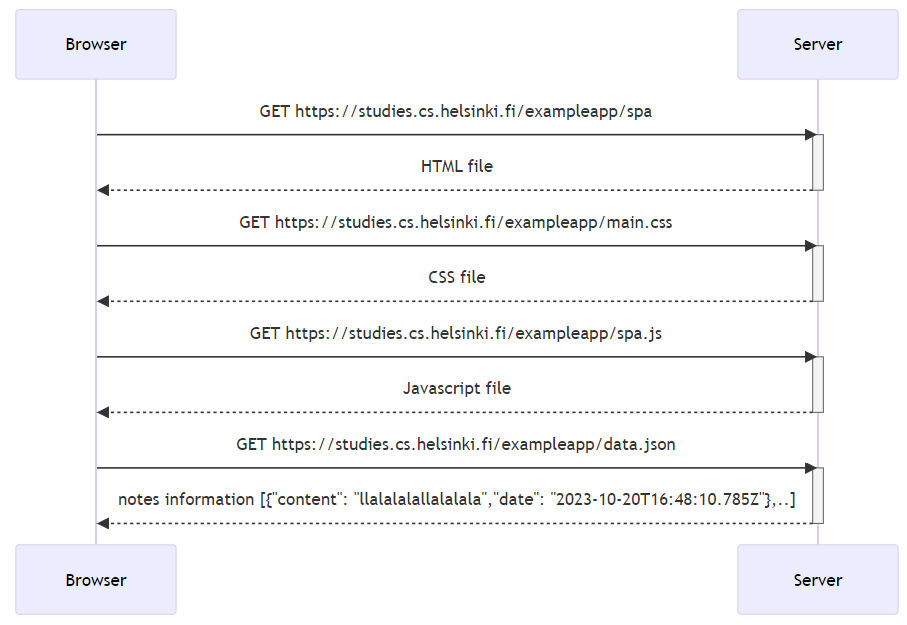 Browser
Server
GET https://studies.cs.helsinki.fi/exampleapp/spa
HTML file
GET https://studies.cs.helsinki.fi/exampleapp/main.css
CSS file
GET https://studies.cs.helsinki.fi/exampleapp/spa.js
Javascript file
GET https://studies.cs.helsinki.fi/exampleapp/data.json
notes information [{"content": "llalalalallalalala","date": "2023-10-20T16:48:10.785Z"},..]
Browser
Server